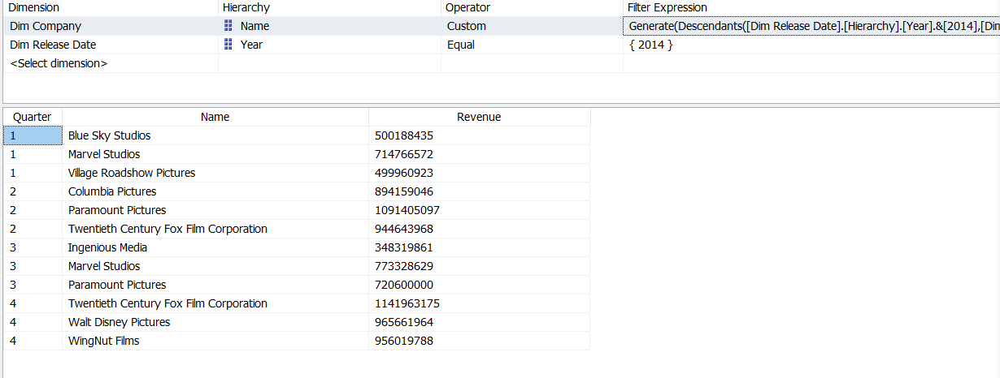 Dimension Hierarchy Operator Filter Expression
Dim Company Name Custom Generate(Descendants([Dim Release Date].[Hierarchy].[Year].&[2014],[Dim
Dim Release Date Year Equal { 2014 }
<Select dimension>
Quarter Name Revenue
1 Blue Sky Studios 500188435
1 Marvel Studios 714766572
1 Village Roadshow Pictures 499960923
2 Columbia Pictures 894159046
2 Paramount Pictures 1091405097
2 Twentieth Century Fox Film Corporation 944643968
3 Ingenious Media 348319861
3 Marvel Studios 773328629
3 Paramount Pictures 720600000
4 Twentieth Century Fox Film Corporation 1141963175
4 Walt Disney Pictures 965661964
4 WingNut Films 956019788